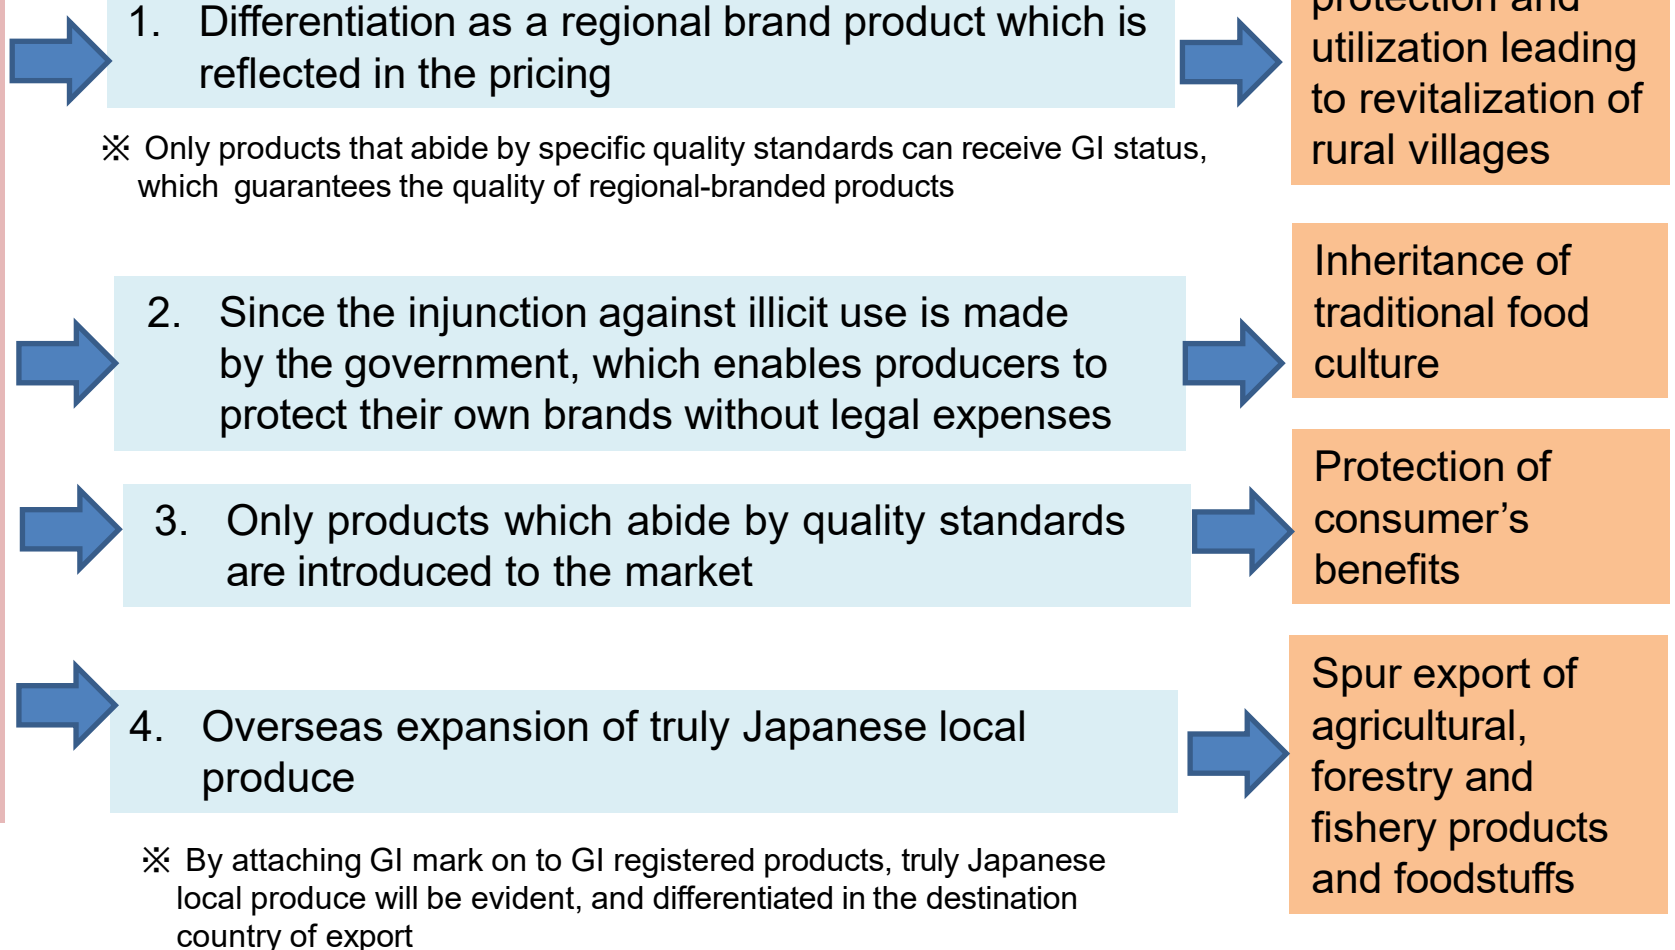 1. Differentiation as a regional brand product which is
reflected in the pricing
protection and
utilization leading
to revitalization of
rural villages
※ Only products that abide by specific quality standards can receive GI status,
which guarantees the quality of regional-branded products
2. Since the injunction against illicit use is made
by the government, which enables producers to
protect their own brands without legal expenses
Inheritance of
traditional food
culture
3. Only products which abide by quality standards
are introduced to the market
Protection of
consumer’s
benefits
4. Overseas expansion of truly Japanese local
produce
Spur export of
agricultural,
forestry and
fishery products
and foodstuffs
※ By attaching GI mark on to GI registered products, truly Japanese
local produce will be evident, and differentiated in the destination
country of export